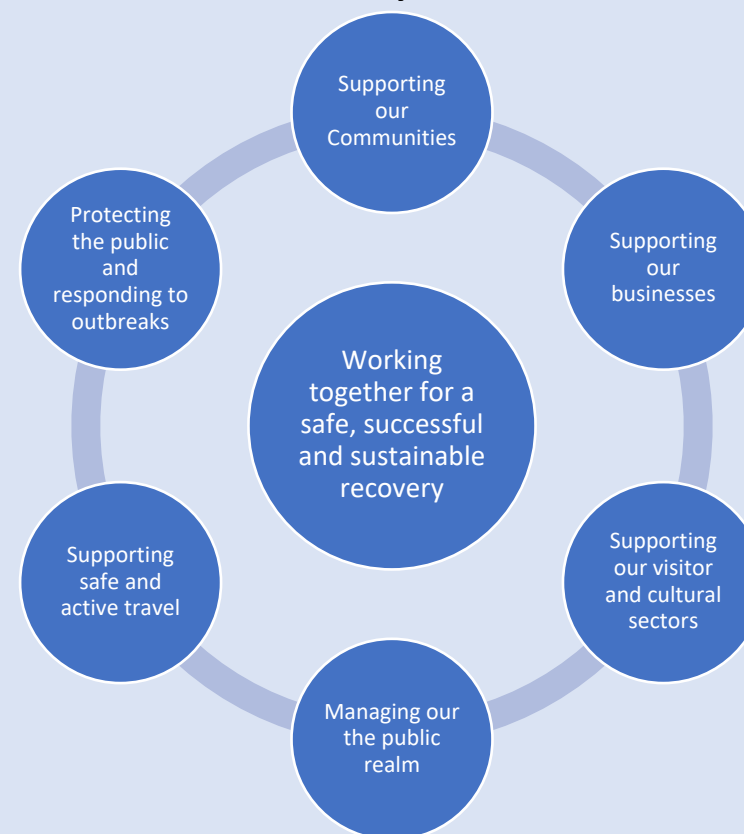 Supporting
our
Communities
Supporting
our
businesses
Supporting
our visitor
and cultural
sectors
Managing our
the public
realm
Supporting
safe and
active travel
Protecting
the public
and
responding to
outbreaks
Working
together for a
safe, successful
and sustainable
recovery